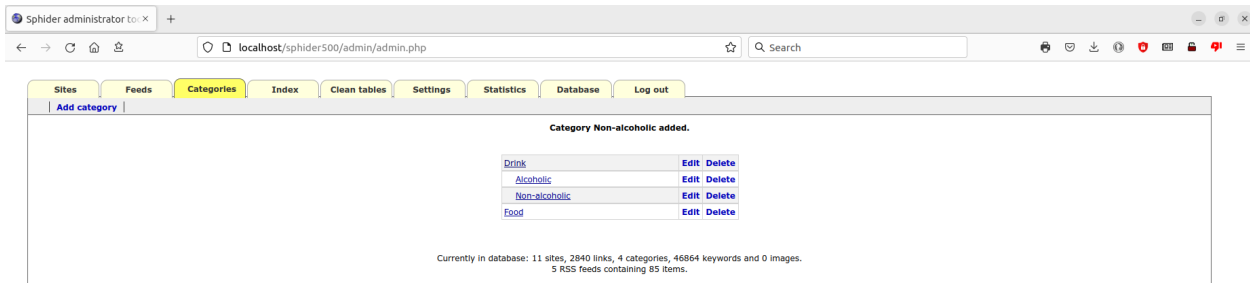 Sphider administrator to
localhost/sphider500/admin/admin.php
Search
Sites Feeds Categories Index Clean tables Settings Statistics Database Log out
Add category
Category Non-alcoholic added.
Drink Edit Delete
Alcoholic Edit Delete
Non-alcoholic Edit Delete
Food Edit Delete
Currently in database: 11 sites, 2840 links, 4 categories, 46864 keywords and 0 images.
5 RSS feeds containing 85 items.